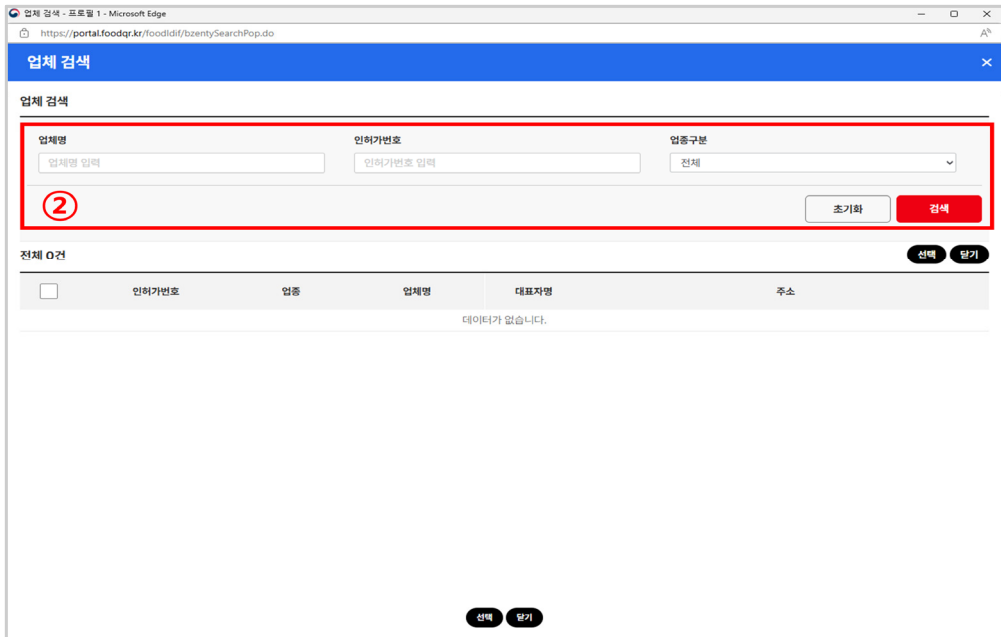 업체 검색 - 프로필 1 - Microsoft Edge
https://portal.foodqr.kr/foodldif/bzentySearchPop.do
업체 검색
업체 검색
업체명 인허가번호 업종구분
업체명 입력 인허가번호 입력 전체
② 초기화 검색
전체 0건 선택 닫기
인허가번호 업종 업체명 대표자명 주소
데이터가 없습니다.
선택 닫기